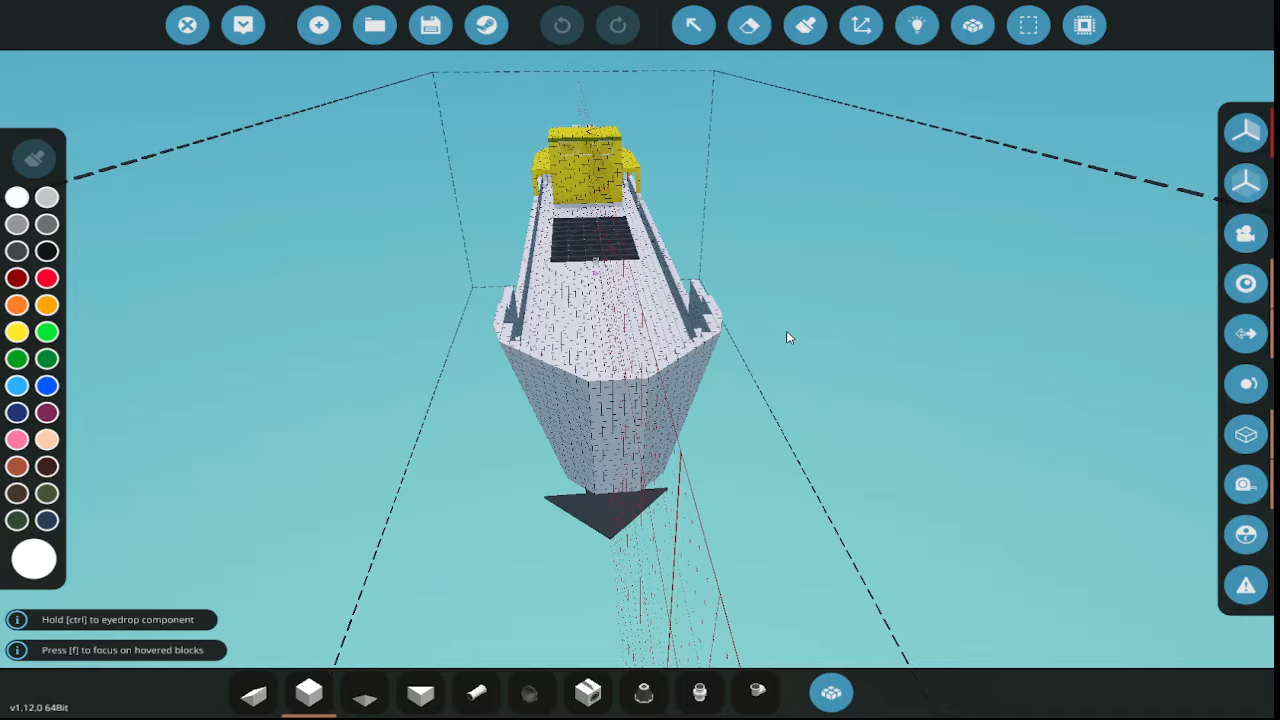 Hold [ctrl] to eyedrop component
Press [f] to focus on hovered blocks
v1.12.0 64Bit